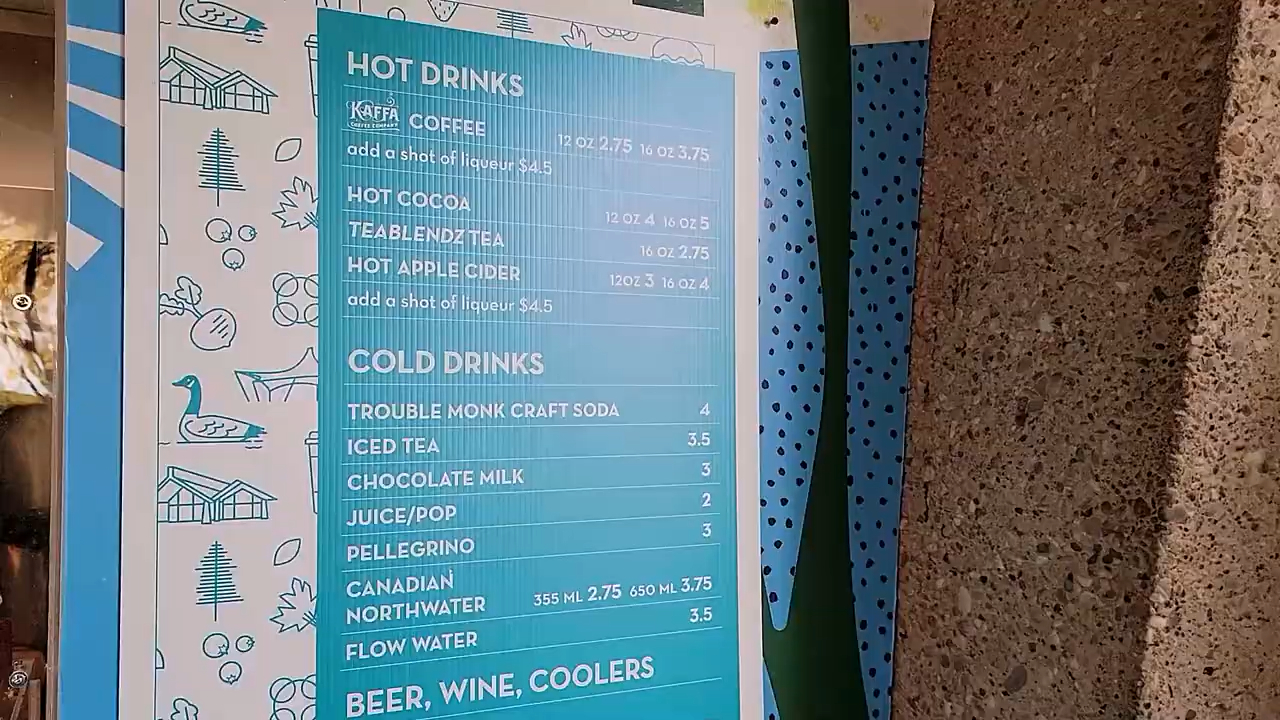 HOT DRINKS
KAFFA COFFEE COMPANY COFFEE 12 OZ 2.75 16 OZ 3.75
add a shot of liqueur $4.5
HOT COCOA 12 OZ 4 16 OZ 5
TEABLENDZ TEA 16 OZ 2.75
HOT APPLE CIDER 12OZ 3 16 OZ 4
add a shot of liqueur $4.5
COLD DRINKS
TROUBLE MONK CRAFT SODA 4
ICED TEA 3.5
CHOCOLATE MILK 3
JUICE/POP 2
PELLEGRINO 3
CANADIAN
NORTHWATER 355 ML 2.75 650 ML 3.75
FLOW WATER 3.5
BEER, WINE, COOLERS